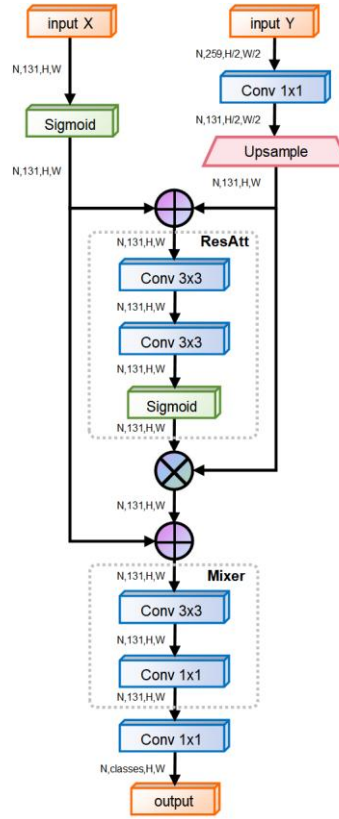 input X
input Y
N,131,H,W
N,259,H/2,W/2
Sigmoid
Conv 1x1
N,131,H/2,W/2
Upsample
N,131,H,W
N,131,H,W
N,131,H,W
ResAtt
Conv 3x3
N,131,H,W
Conv 3x3
N,131,H,W
Sigmoid
N,131,H,W
N,131,H,W
N,131,H,W
Mixer
Conv 3x3
N,131,H,W
Conv 1x1
N,131,H,W
Conv 1x1
N,classes,H,W
output